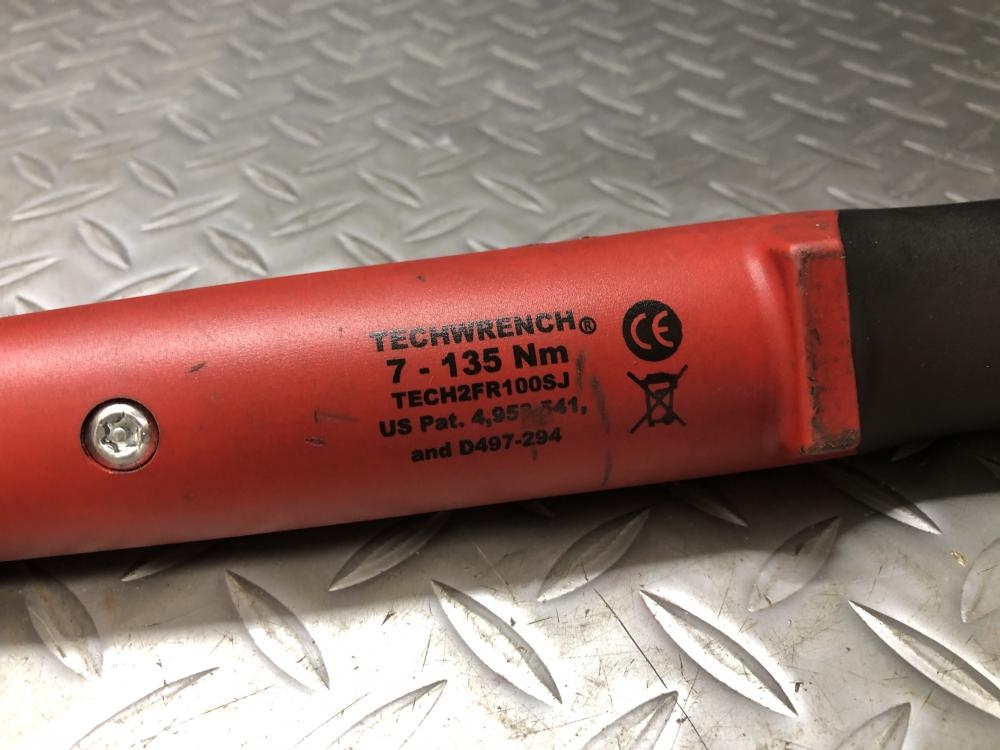 TECHWRENCH®
7 - 135 Nm
TECH2FR100SJ
US Pat.
and D497-294
CE